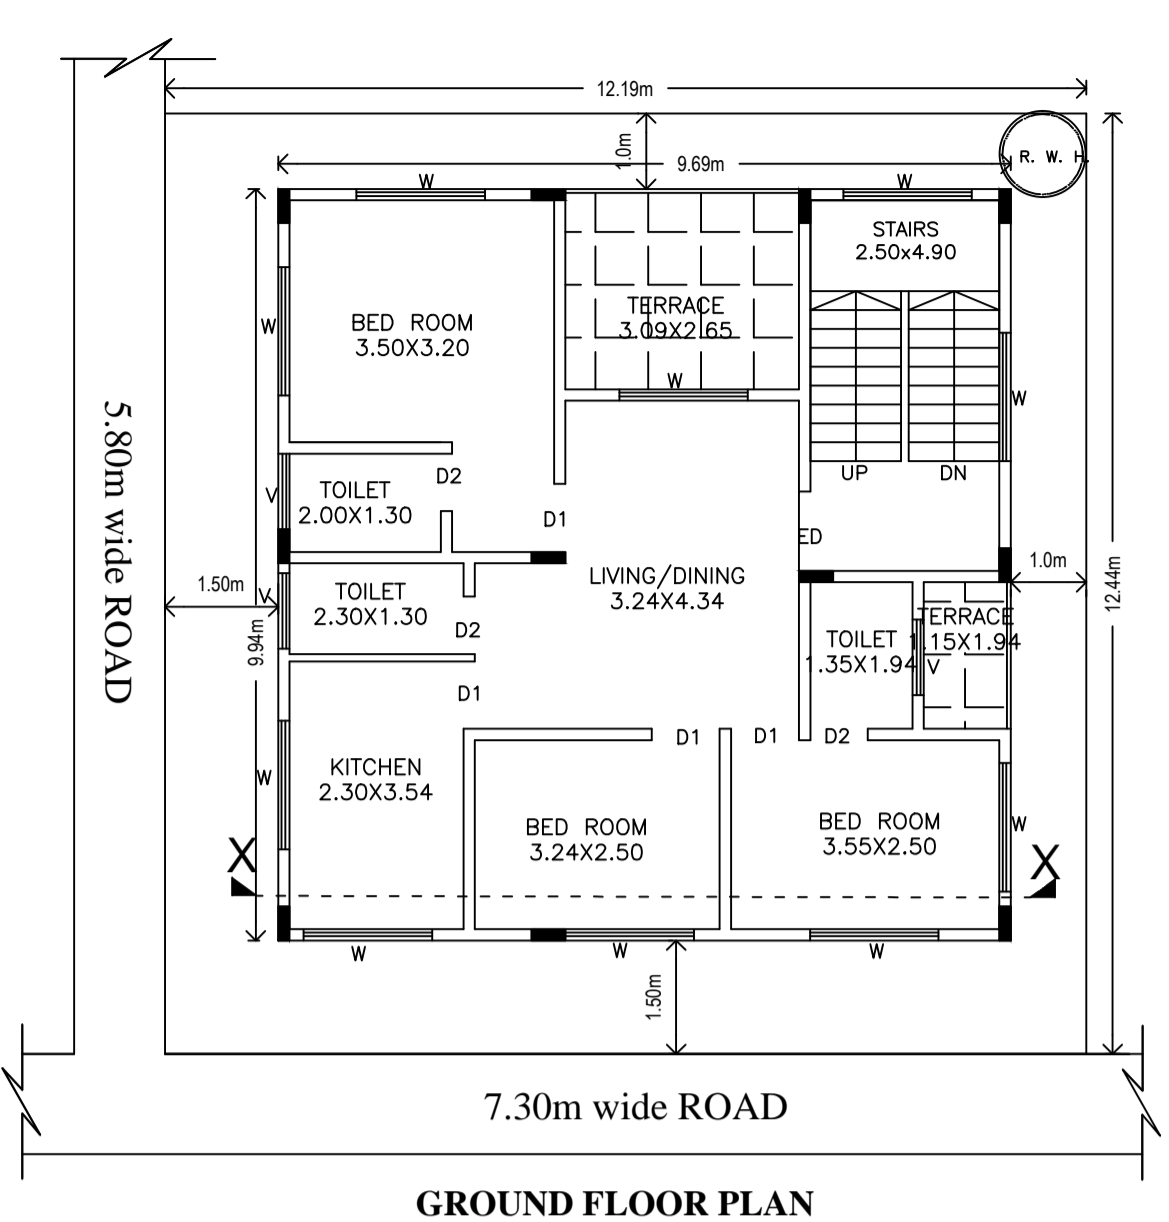 12.19m
1.0m
9.69m
R. W. H.
W
W
STAIRS
2.50x4.90
TERRACE
3.09X2.65
BED ROOM
3.50X3.20
W
W
W
5.80m wide ROAD
UP
DN
D2
TOILET
2.00X1.30
V
D1
ED
1.0m
12.44m
1.50m
LIVING/DINING
3.24X4.34
TOILET
2.30X1.30
V
9.94m
D2
TERRACE
1.15X1.94
TOILET
1.35X1.94
V
D1
D1
D1
D2
KITCHEN
2.30X3.54
W
BED ROOM
3.24X2.50
BED ROOM
3.55X2.50
W
X
X
W
W
W
1.50m
7.30m wide ROAD
GROUND FLOOR PLAN